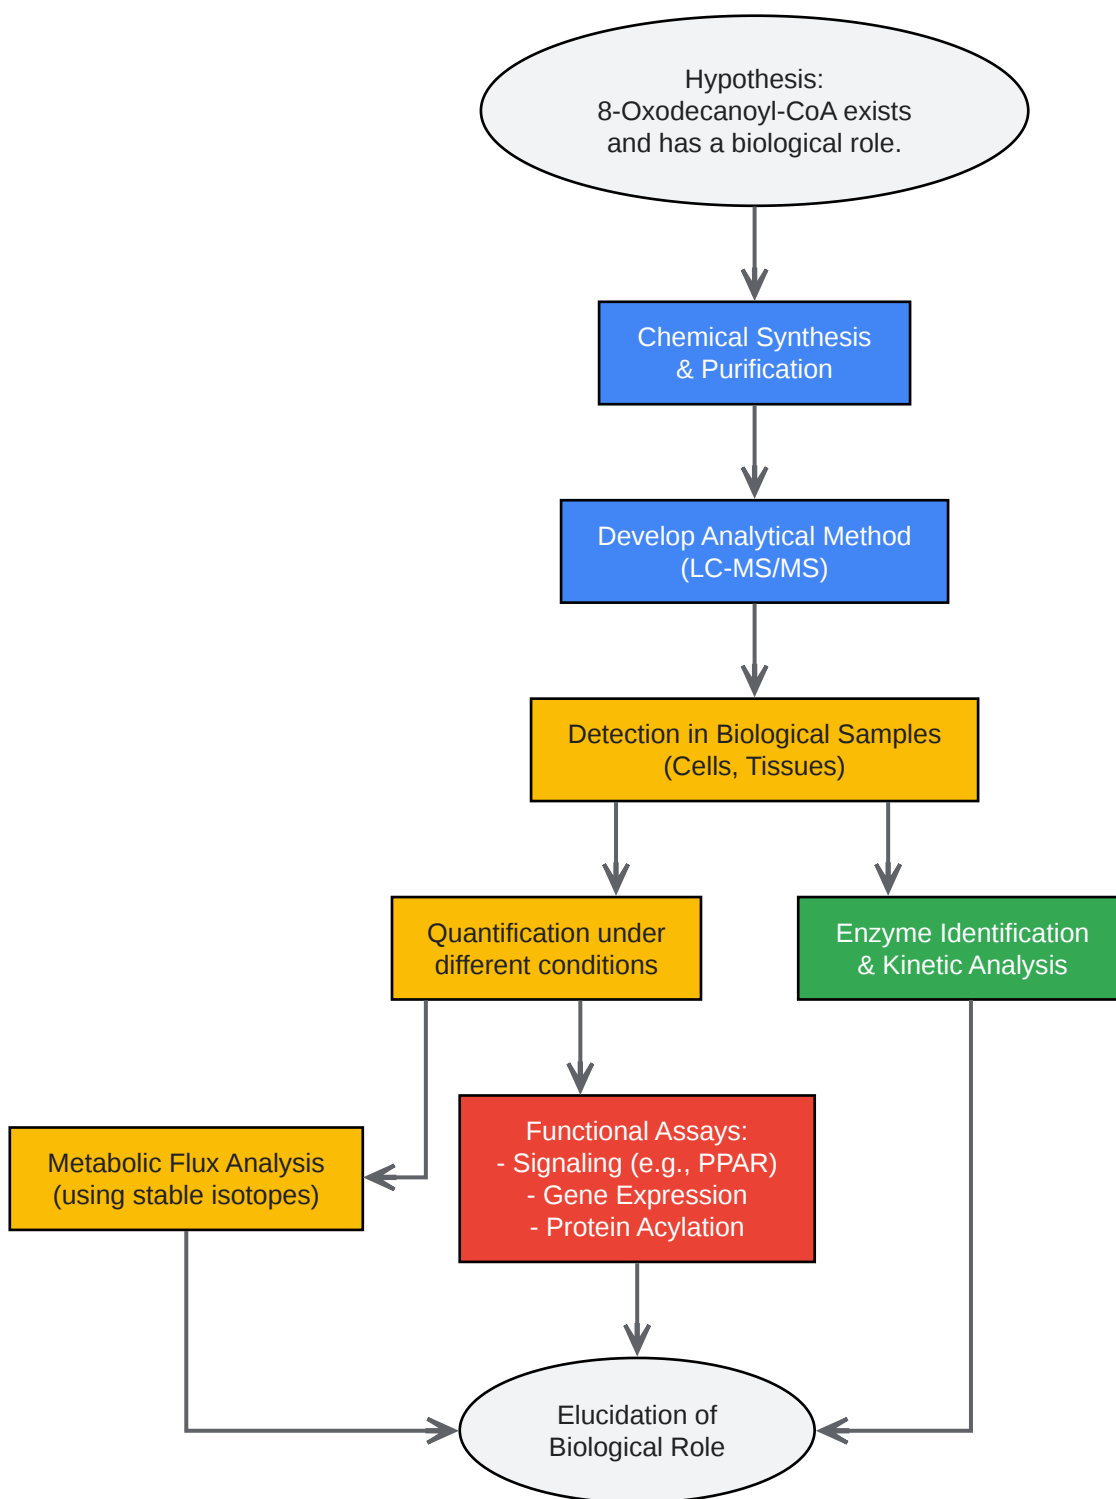 Hypothesis:
8-Oxodecanoyl-CoA exists
and has a biological role.
Chemical Synthesis
& Purification
Develop Analytical Method
(LC-MS/MS)
Detection in Biological Samples
(Cells, Tissues)
Quantification under
different conditions
Enzyme Identification
& Kinetic Analysis
Functional Assays:
- Signaling (e.g., PPAR)
- Gene Expression
- Protein Acylation
Metabolic Flux Analysis
(using stable isotopes)
Elucidation of
Biological Role